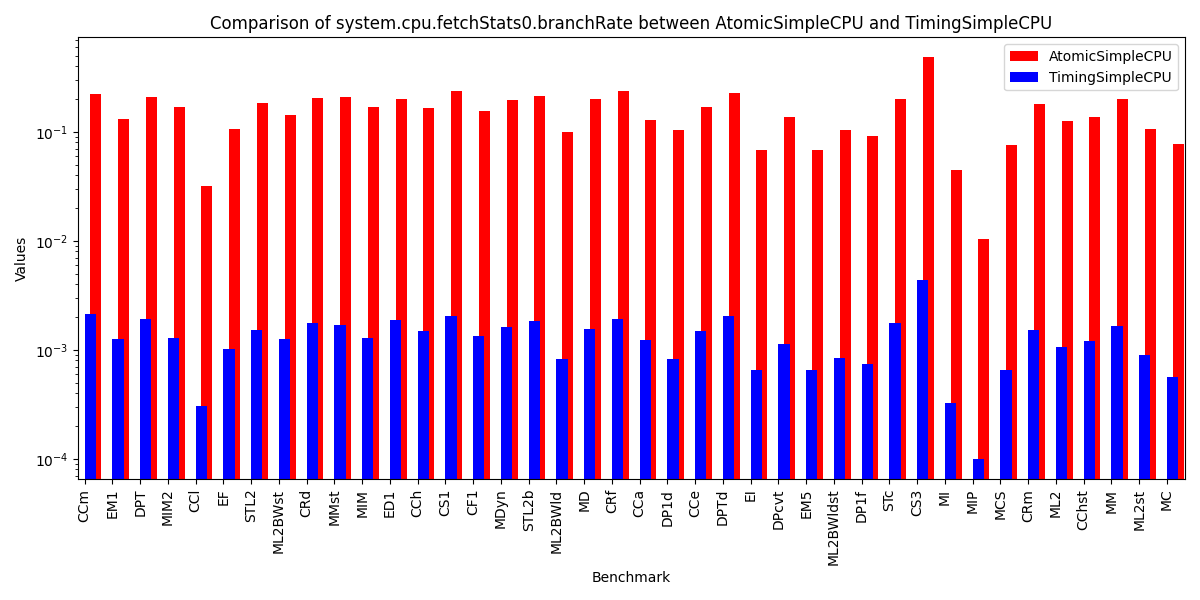 Comparison of system.cpu.fetchStats0.branchRate between AtomicSimpleCPU and TimingSimpleCPU
AtomicSimpleCPU
TimingSimpleCPU
Values
10⁻¹
10⁻²
10⁻³
10⁻⁴
CCm
EM1
DPT
MIM2
CCl
EF
STL2
ML2BWst
CRd
MMst
MIM
ED1
CCh
CS1
CF1
MDyn
STL2b
ML2BWld
MD
CRf
CCa
DP1d
CCe
DPTd
EI
DPcvt
EM5
ML2BWldst
DP1f
STc
CS3
MI
MIP
MCS
CRm
ML2
CChst
MM
ML2st
MC
Benchmark